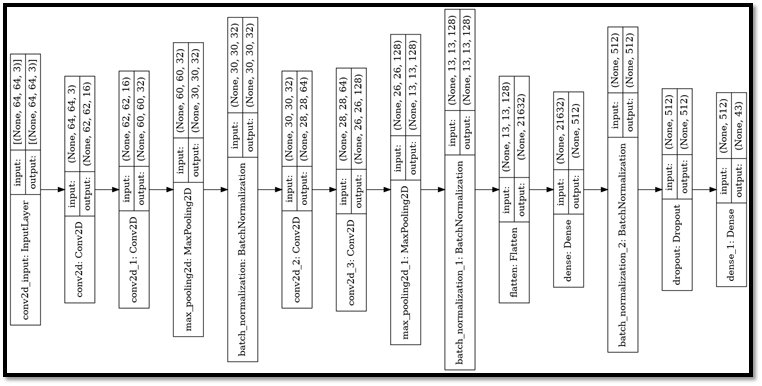 conv2d_input: InputLayer
input: [(None, 64, 64, 3)]
output: [(None, 64, 64, 3)]
conv2d: Conv2D
input: (None, 64, 64, 3)
output: (None, 62, 62, 16)
conv2d_1: Conv2D
input: (None, 62, 62, 16)
output: (None, 60, 60, 32)
max_pooling2d: MaxPooling2D
input: (None, 60, 60, 32)
output: (None, 30, 30, 32)
batch_normalization: BatchNormalization
input: (None, 30, 30, 32)
output: (None, 30, 30, 32)
conv2d_2: Conv2D
input: (None, 30, 30, 32)
output: (None, 28, 28, 64)
conv2d_3: Conv2D
input: (None, 28, 28, 64)
output: (None, 26, 26, 128)
max_pooling2d_1: MaxPooling2D
input: (None, 26, 26, 128)
output: (None, 13, 13, 128)
batch_normalization_1: BatchNormalization
input: (None, 13, 13, 128)
output: (None, 13, 13, 128)
flatten: Flatten
input: (None, 13, 13, 128)
output: (None, 21632)
dense: Dense
input: (None, 21632)
output: (None, 512)
batch_normalization_2: BatchNormalization
input: (None, 512)
output: (None, 512)
dropout: Dropout
input: (None, 512)
output: (None, 512)
dense_1: Dense
input: (None, 512)
output: (None, 43)